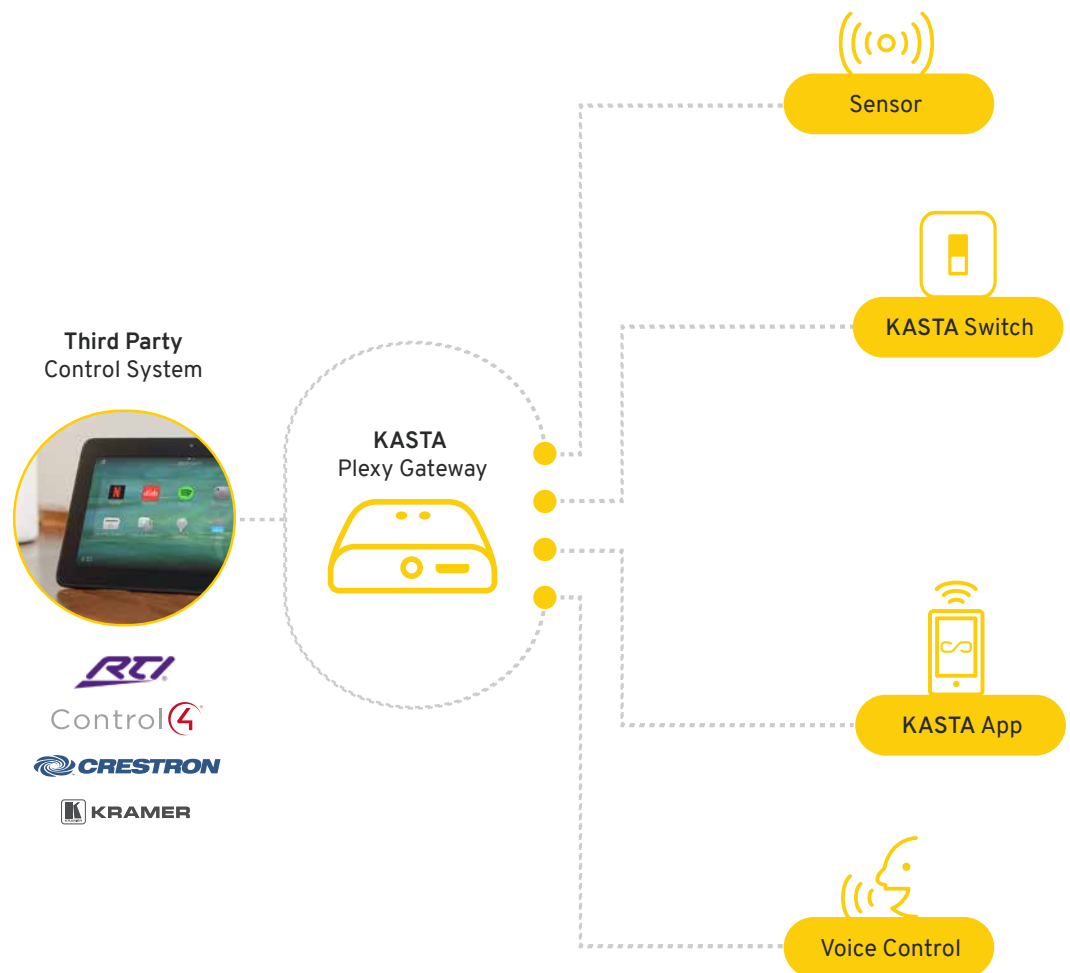 Sensor
KASTA Switch
Third Party
Control System
KASTA
Plexy Gateway
RTI
Control4
CRESTRON
K KRAMER
KASTA App
Voice Control